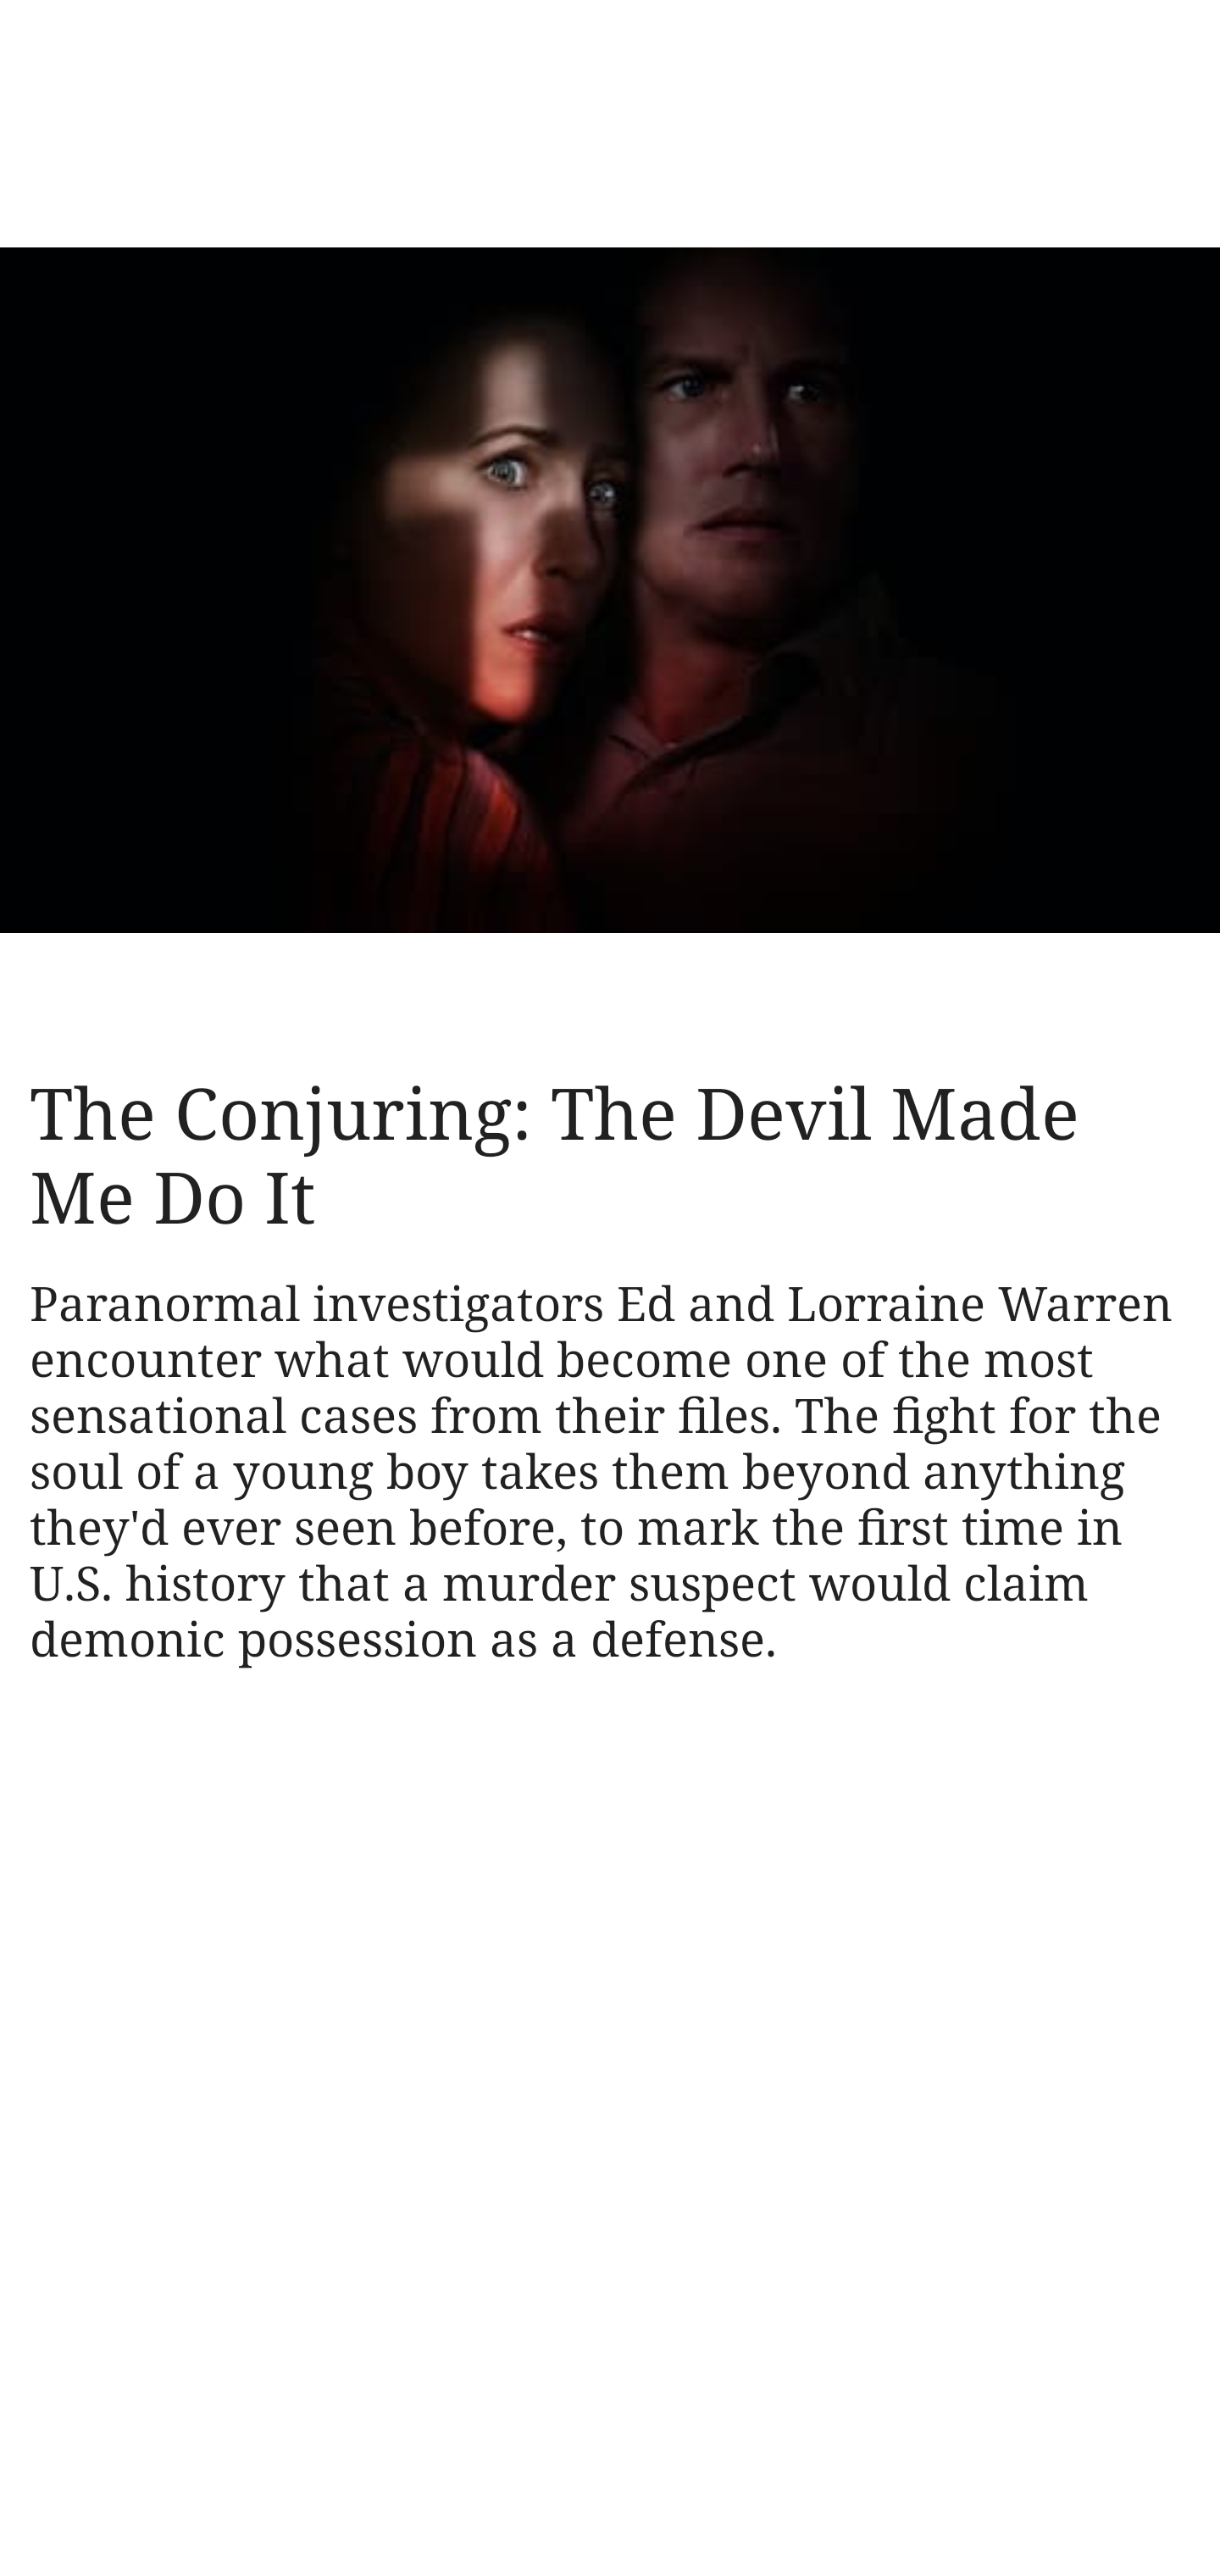 The Conjuring: The Devil Made
Me Do It
Paranormal investigators Ed and Lorraine Warren
encounter what would become one of the most
sensational cases from their files. The fight for the
soul of a young boy takes them beyond anything
they'd ever seen before, to mark the first time in
U.S. history that a murder suspect would claim
demonic possession as a defense.